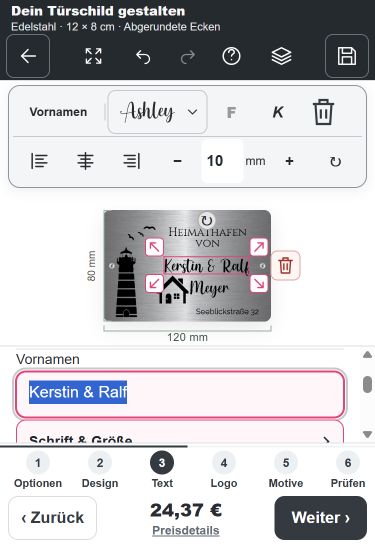 Dein Türschild gestalten
Edelstahl · 12 × 8 cm · Abgerundete Ecken
Vornamen Ashley F K
− 10 mm +
80 mm
Heimathafen
von
Kerstin & Ralf
Meyer
Seeblickstraße 32
120 mm
Vornamen
Kerstin & Ralf
Schrift & Größe
1 2 3 4 5 6
Optionen Design Text Logo Motive Prüfen
‹ Zurück 24,37 € Weiter ›
Preisdetails